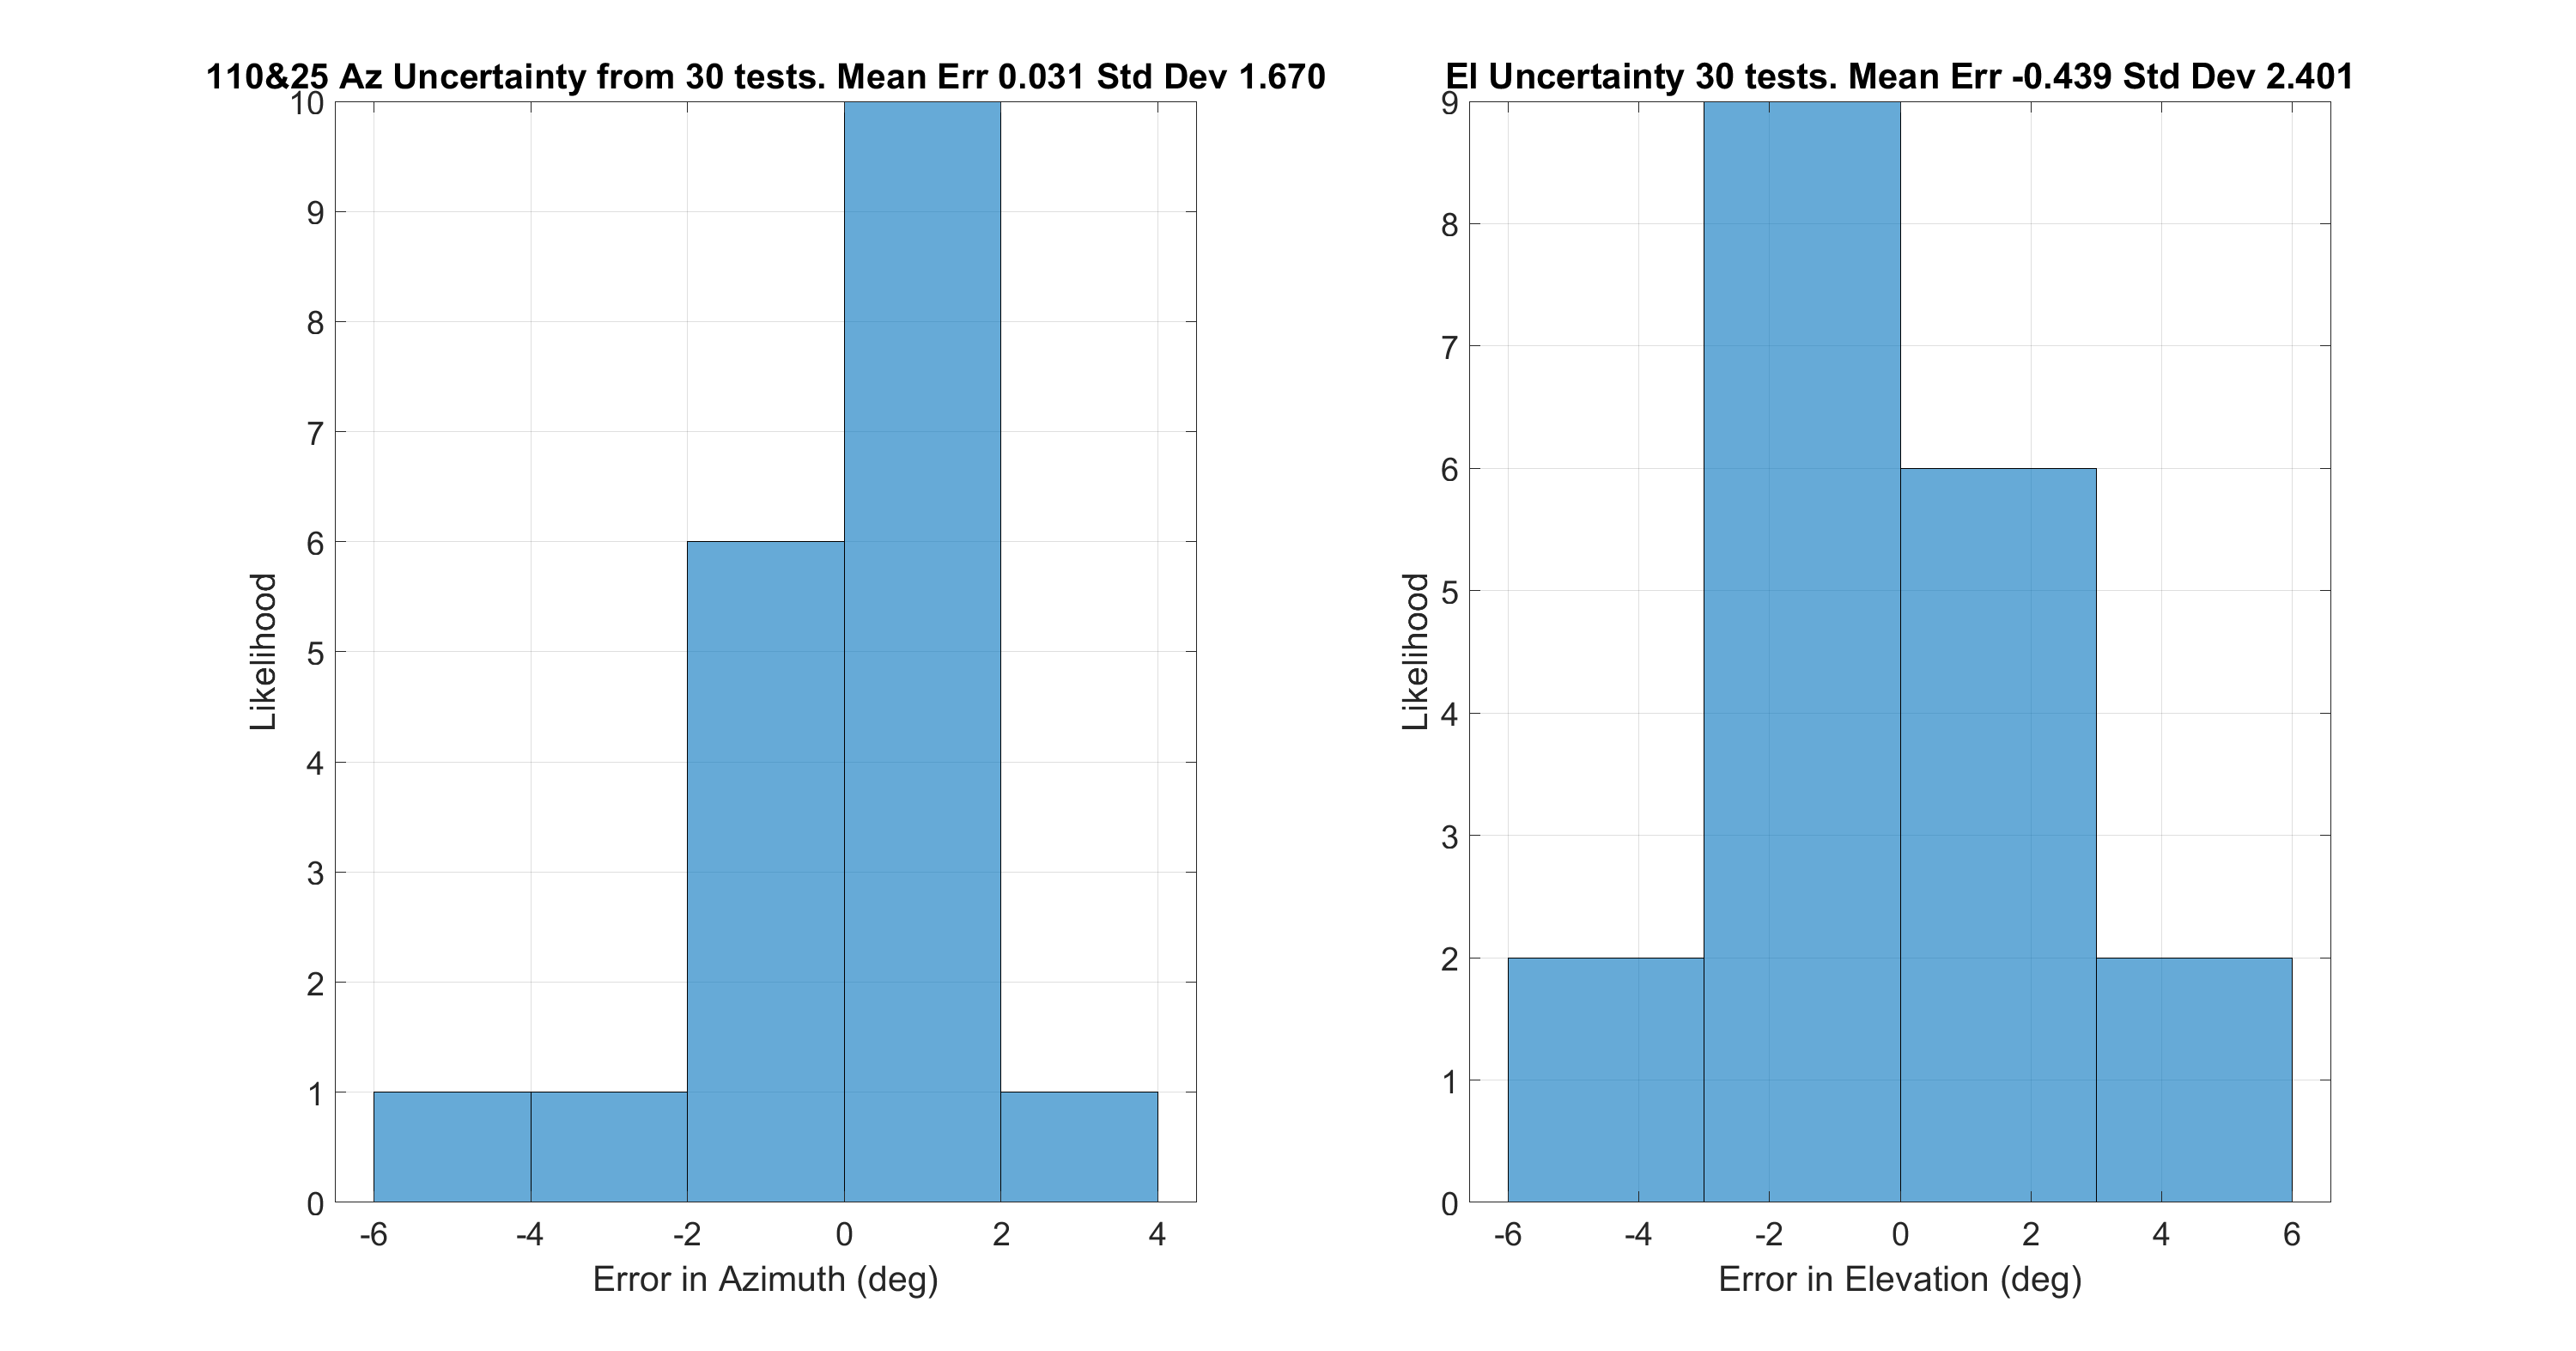 110&25 Az Uncertainty from 30 tests. Mean Err 0.031 Std Dev 1.670
10
9
8
7
6
5
4
3
2
1
0
Likelihood
-6 -4 -2 0 2 4
Error in Azimuth (deg)
El Uncertainty 30 tests. Mean Err -0.439 Std Dev 2.401
9
8
7
6
5
4
3
2
1
0
Likelihood
-6 -4 -2 0 2 4 6
Error in Elevation (deg)